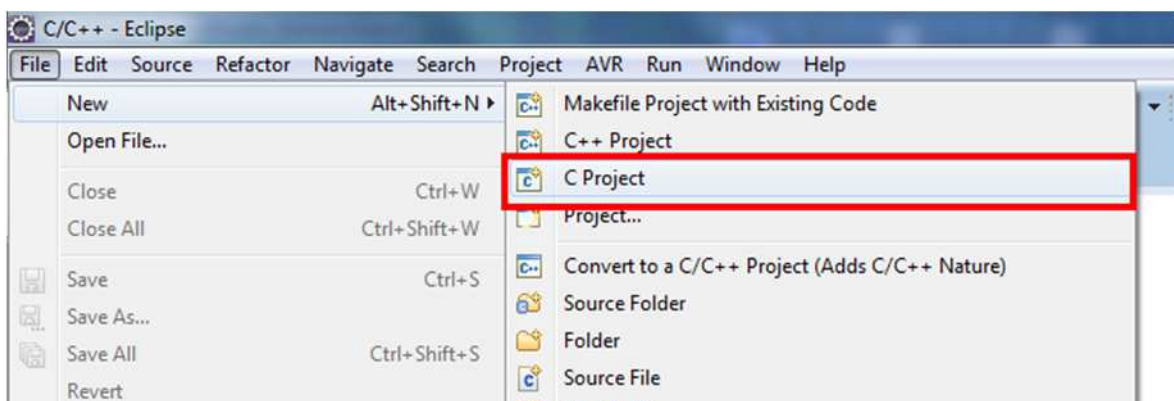 C/C++ - Eclipse
File Edit Source Refactor Navigate Search Project AVR Run Window Help
New Alt+Shift+N
Open File...
Close Ctrl+W
Close All Ctrl+Shift+W
Save Ctrl+S
Save As...
Save All Ctrl+Shift+S
Revert
Makefile Project with Existing Code
C++ Project
C Project
Project...
Convert to a C/C++ Project (Adds C/C++ Nature)
Source Folder
Folder
Source File